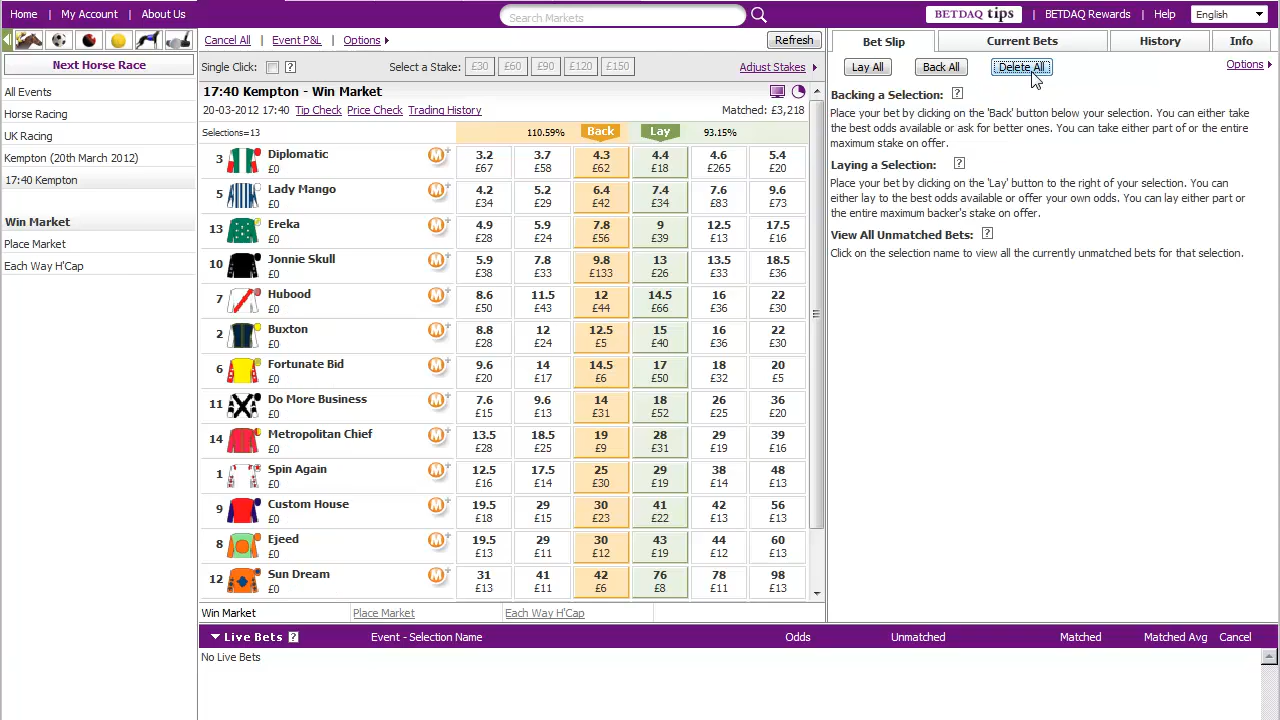 Home | My Account | About Us
Search Markets
BETDAQ tips | BETDAQ Rewards | Help English
Next Horse Race
All Events
Horse Racing
UK Racing
Kempton (20th March 2012)
17:40 Kempton
Win Market
Place Market
Each Way H'Cap
Cancel All | Event P&L | Options
Refresh
Single Click: ? Select a Stake: £30 £60 £90 £120 £150 Adjust Stakes
17:40 Kempton - Win Market
20-03-2012 17:40 Tip Check | Price Check | Trading History Matched: £3,218
Selections=13 110.59% Back Lay 93.15%
3 Diplomatic M+ 3.2 3.7 4.3 4.4 4.6 5.4
£0 £67 £58 £62 £18 £265 £20
5 Lady Mango M+ 4.2 5.2 6.4 7.4 7.6 9.6
£0 £34 £29 £42 £34 £83 £73
13 Ereka M+ 4.9 5.9 7.8 9 12.5 17.5
£0 £28 £24 £56 £39 £13 £16
10 Jonnie Skull M+ 5.9 7.8 9.8 13 13.5 18.5
£0 £38 £33 £133 £26 £33 £36
7 Hubood M+ 8.6 11.5 12 14.5 16 22
£0 £50 £43 £44 £66 £36 £30
2 Buxton M+ 8.8 12 12.5 15 16 22
£0 £28 £24 £5 £40 £36 £30
6 Fortunate Bid M+ 9.6 14 14.5 17 18 20
£0 £20 £17 £6 £50 £32 £5
11 Do More Business M+ 7.6 9.6 14 18 26 36
£0 £15 £13 £31 £52 £25 £20
14 Metropolitan Chief M+ 13.5 18.5 19 28 29 39
£0 £28 £25 £9 £31 £19 £16
1 Spin Again M+ 12.5 17.5 25 29 38 48
£0 £16 £14 £30 £19 £14 £13
9 Custom House M+ 19.5 29 30 41 42 56
£0 £18 £15 £23 £22 £13 £13
8 Ejeed M+ 19.5 29 30 43 44 60
£0 £13 £11 £12 £19 £12 £13
12 Sun Dream M+ 31 41 42 76 78 98
£0 £13 £11 £6 £8 £11 £13
Win Market Place Market Each Way H'Cap
Bet Slip Current Bets History Info
Lay All Back All Delete All Options
Backing a Selection: ?
Place your bet by clicking on the 'Back' button below your selection. You can either take
the best odds available or ask for better ones. You can take either part of or the entire
maximum stake on offer.
Laying a Selection: ?
Place your bet by clicking on the 'Lay' button to the right of your selection. You can
either lay to the best odds available or offer your own odds. You can lay either part or
the entire maximum backer's stake on offer.
View All Unmatched Bets: ?
Click on the selection name to view all the currently unmatched bets for that selection.
Live Bets ? Event - Selection Name Odds Unmatched Matched Matched Avg Cancel
No Live Bets